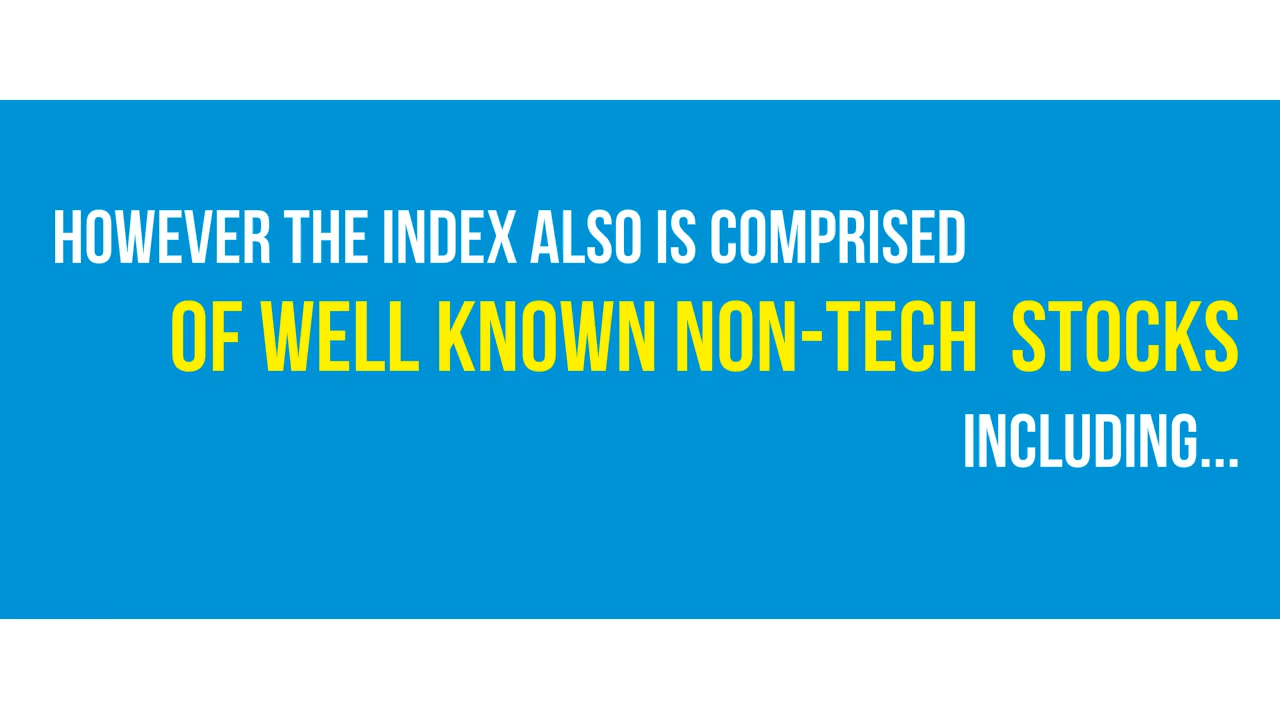 HOWEVER THE INDEX ALSO IS COMPRISED
OF WELL KNOWN NON-TECH STOCKS
INCLUDING...